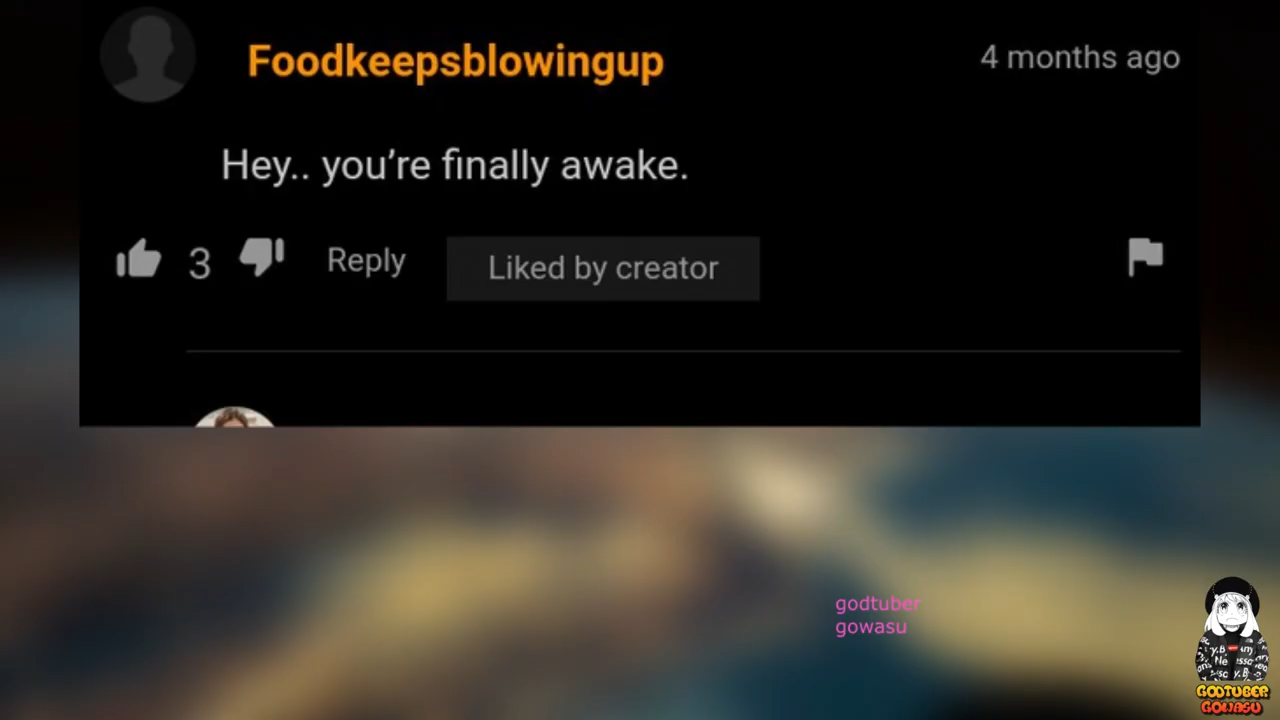 Foodkeepsblowingup
4 months ago
Hey.. you’re finally awake.
3
Reply
Liked by creator
godtuber
gowasu
GODTUBER
GOWASU